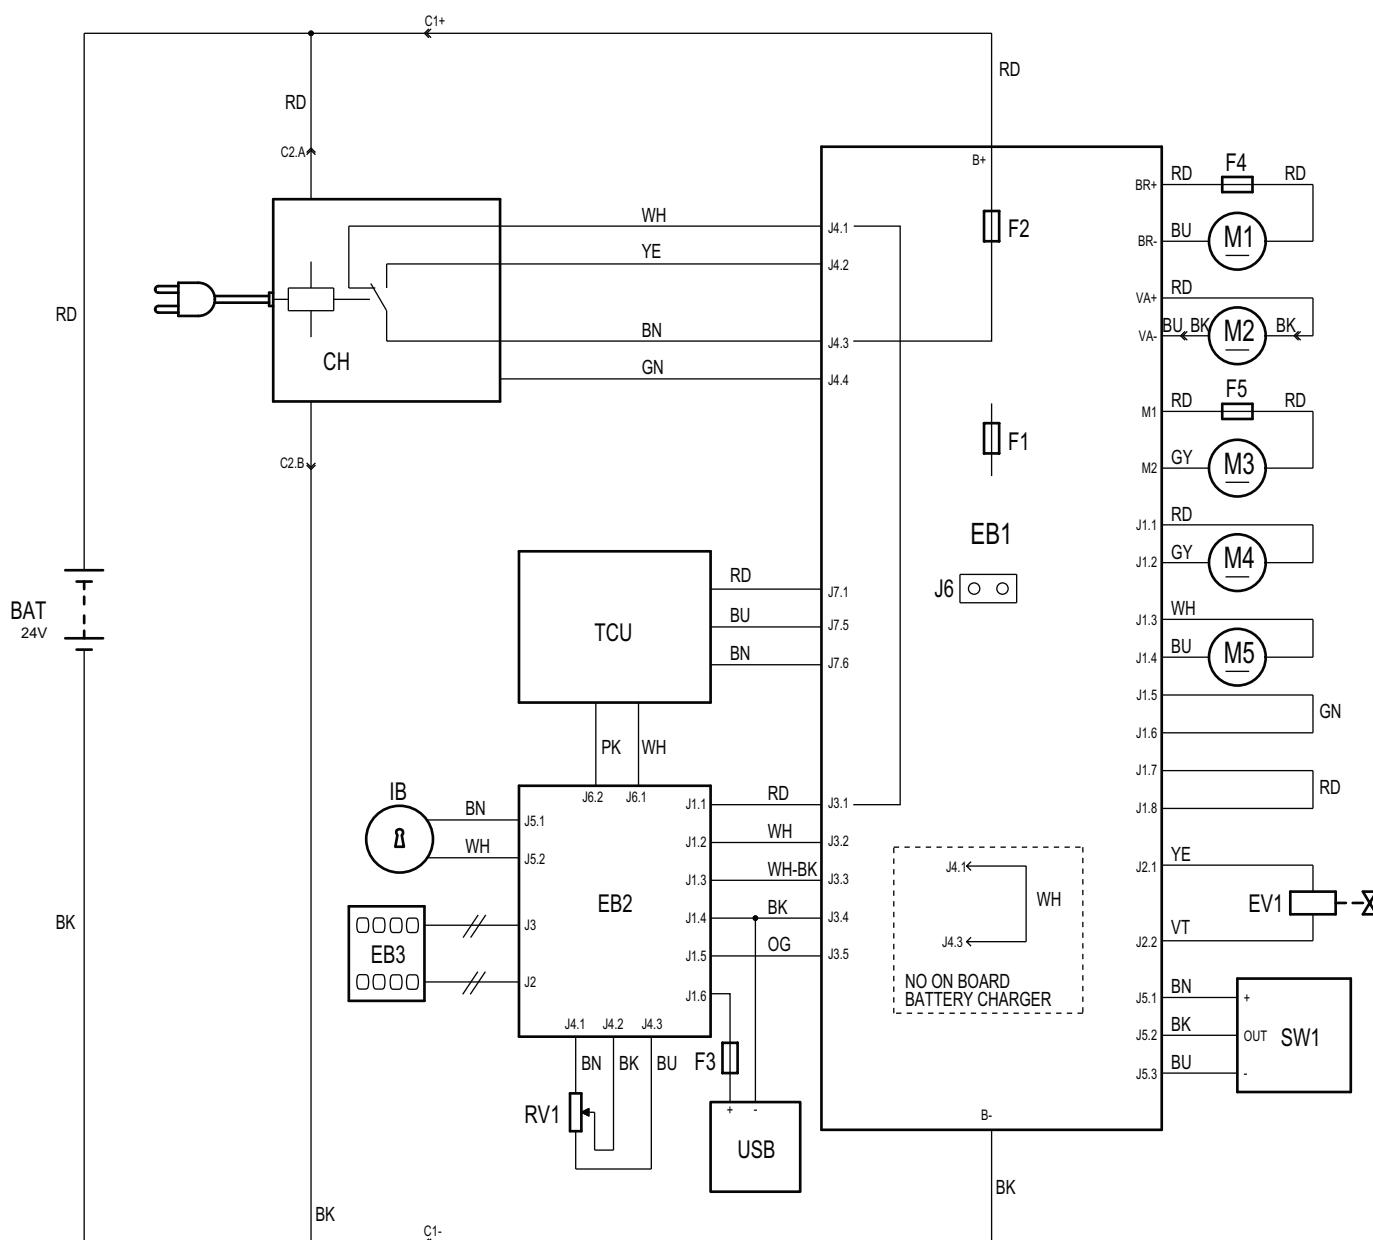 C1+
RD
RD
C2.A
B+
F4
RD
RD
BR+
BU
M1
BR-
F2
WH
J4.1
YE
J4.2
RD
VA+
BU
BK
M2
BK
VA-
RD
BN
J4.3
CH
GN
J4.4
F5
RD
RD
M1
F1
GY
M3
M2
C2.B
RD
J1.1
EB1
GY
M4
J1.2
RD
J7.1
J6
BAT
24V
TCU
BU
J7.5
BN
J7.6
WH
J1.3
BU
M5
J1.4
J1.5
GN
J1.6
PK
WH
J1.7
RD
J1.8
IB
J6.2
J6.1
BN
J5.1
WH
J5.2
J1.1
RD
J3.1
J1.2
WH
J3.2
J1.3
WH-BK
J3.3
EB2
J1.4
BK
J3.4
J1.5
OG
J3.5
J1.6
EB3
J3
J2
J4.1
WH
J4.3
NO ON BOARD
BATTERY CHARGER
YE
J2.1
EV1
VT
J2.2
BK
J4.1
J4.2
J4.3
BN
BK
BU
F3
RV1
+
-
USB
BN
J5.1
+
BK
J5.2
OUT
SW1
BU
J5.3
-
B-
BK
BK
C1-